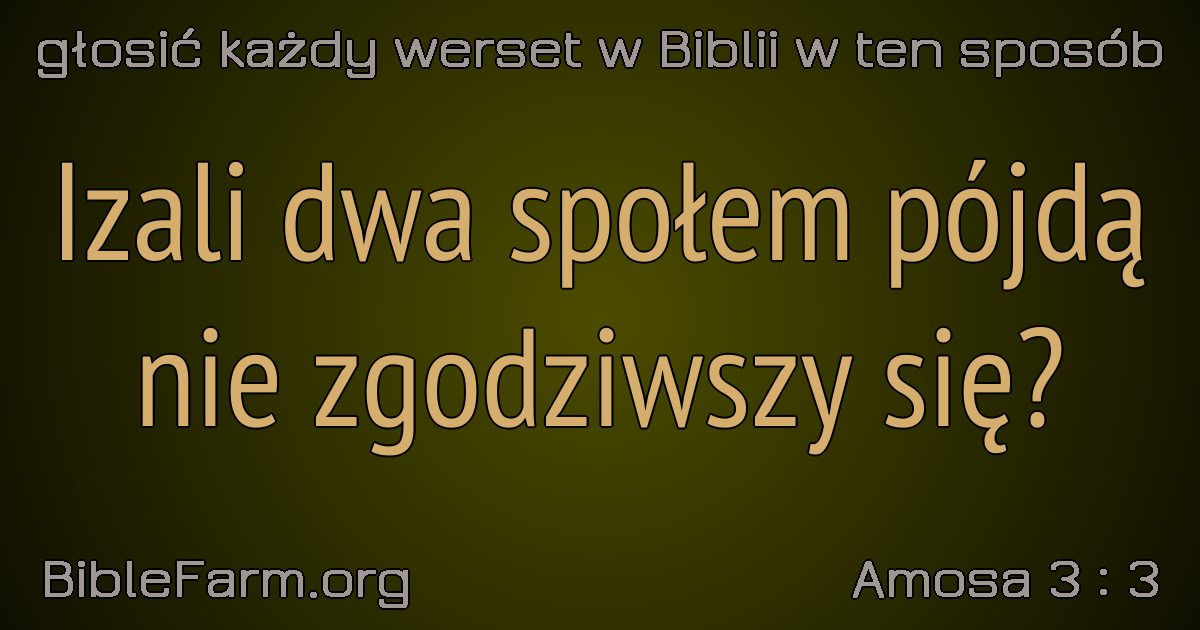 głosić każdy werset w Biblii w ten sposób
Izali dwa społem pójdą
nie zgodziwszy się?
BibleFarm.org
Amosa 3 : 3